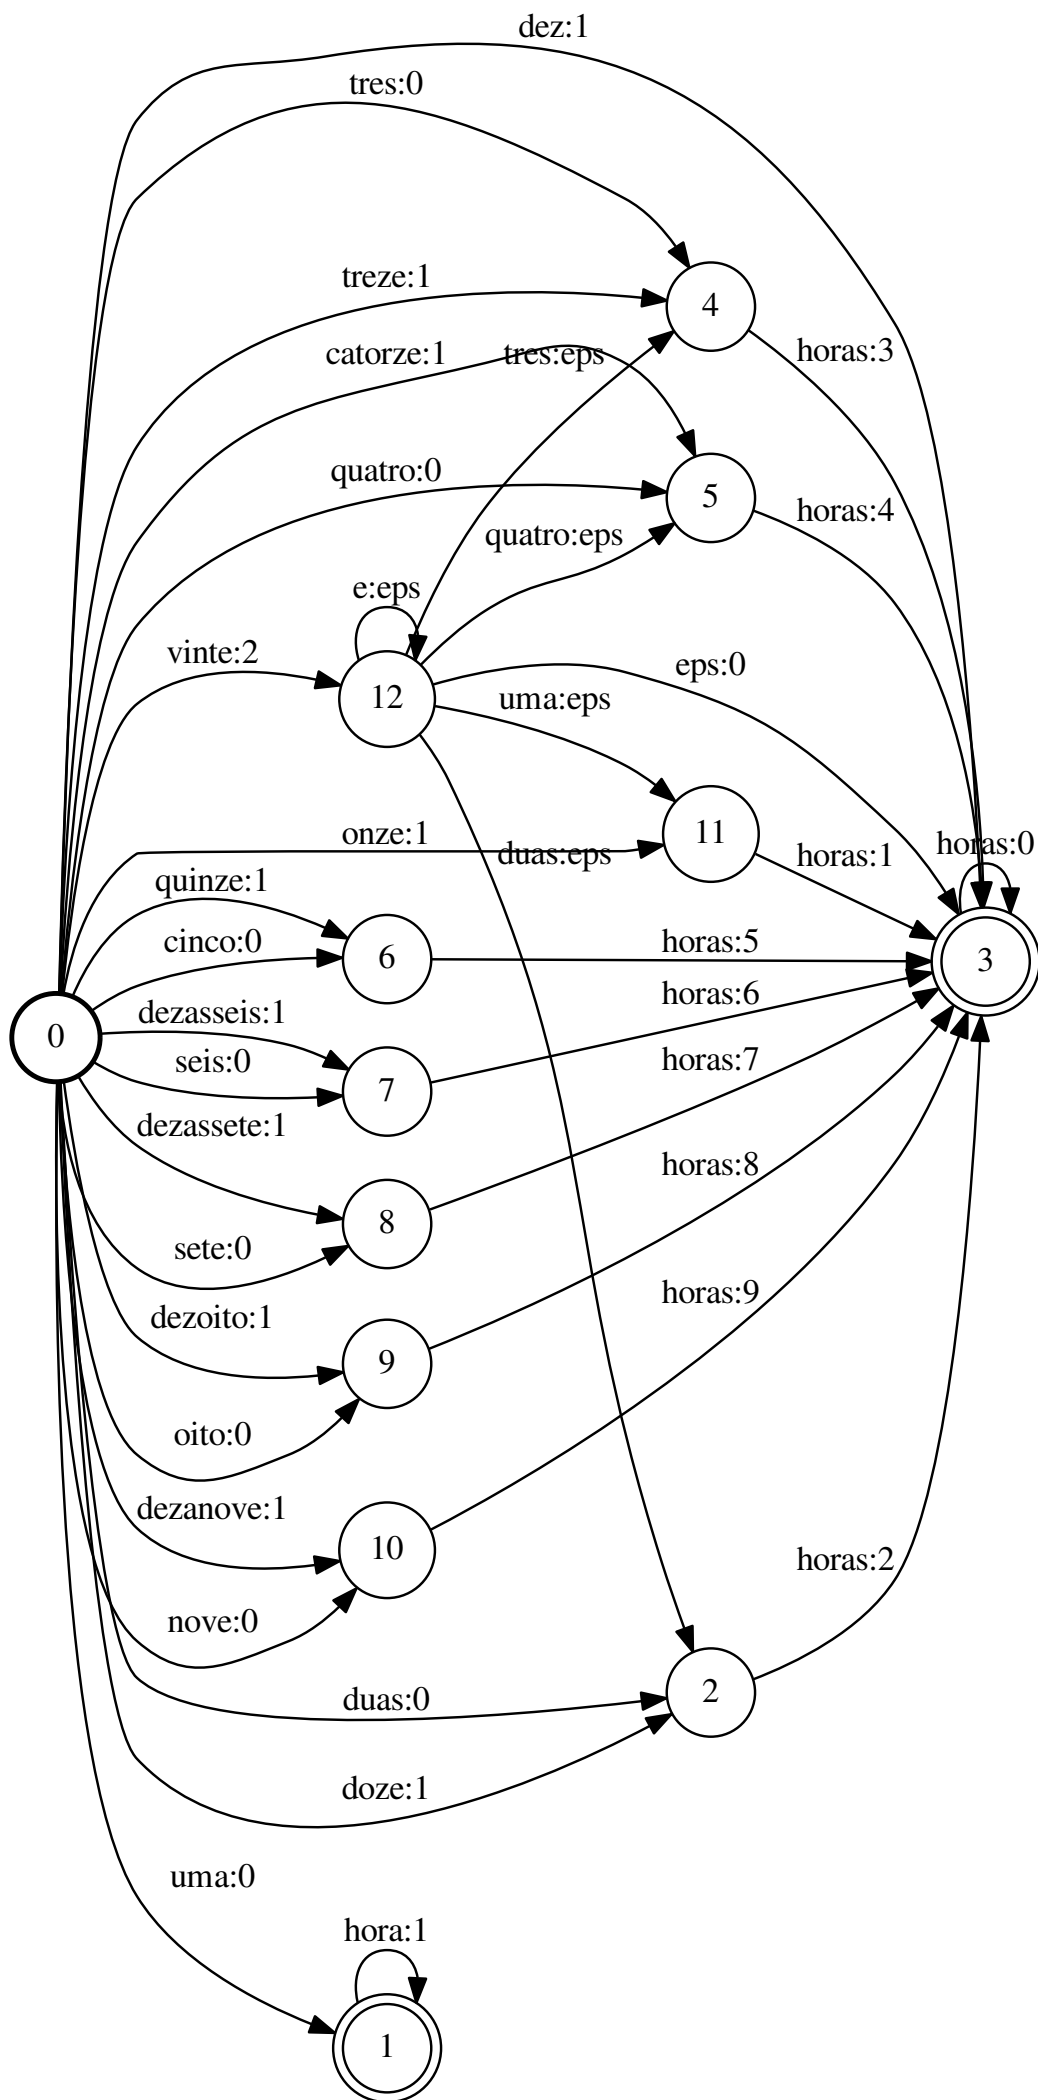 dez:1
tres:0
treze:1
4
catorze:1
tres:eps
horas:3
quatro:0
5
horas:4
quatro:eps
e:eps
vinte:2
12
eps:0
uma:eps
onze:1
11
duas:eps
horas:1
horas:0
quinze:1
cinco:0
6
horas:5
3
0
dezasseis:1
horas:6
seis:0
7
horas:7
dezassete:1
8
horas:8
sete:0
dezoito:1
horas:9
9
oito:0
dezanove:1
10
horas:2
nove:0
duas:0
2
doze:1
uma:0
hora:1
1